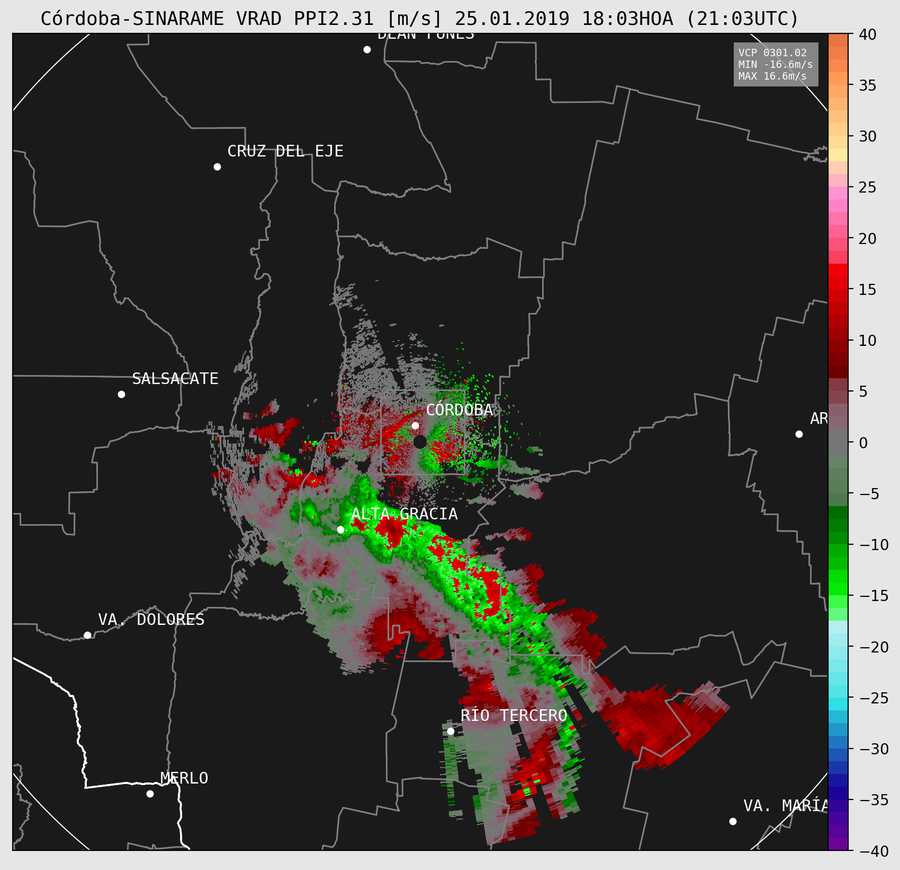 Córdoba-SINARAME VRAD PPI2.31 [m/s] 25.01.2019 18:03HOA (21:03UTC)
DEÁN FUNES
VCP 0301.02
MIN -16.6m/s
MAX 16.6m/s
CRUZ DEL EJE
SALSACATE
CÓRDOBA
AR
ALTA GRACIA
VA. DOLORES
RÍO TERCERO
MERLO
VA. MARÍA
40
35
30
25
20
15
10
5
0
−5
−10
−15
−20
−25
−30
−35
−40